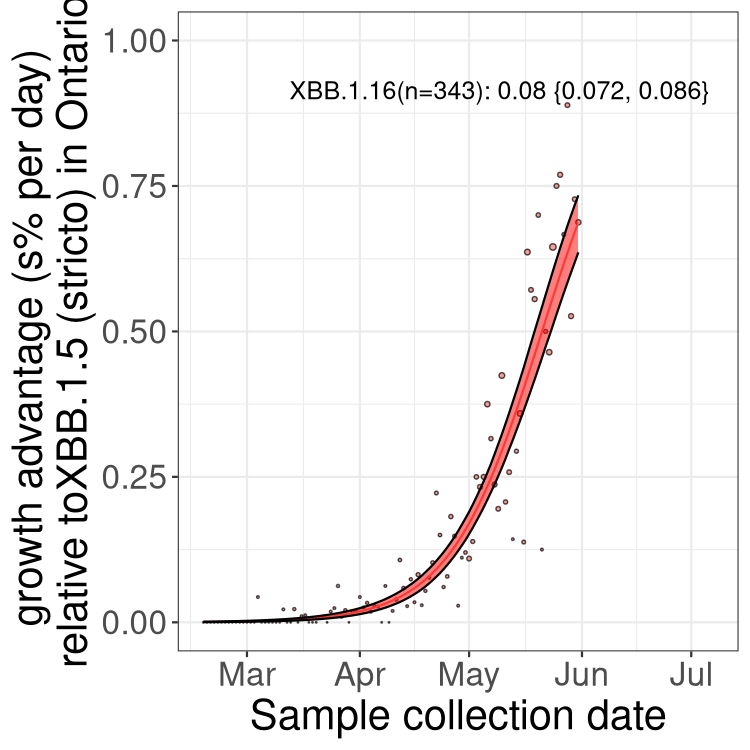 growth advantage (s% per day)
relative toXBB.1.5 (stricto) in Ontario
1.00
0.75
0.50
0.25
0.00
XBB.1.16(n=343): 0.08 {0.072, 0.086}
Mar Apr May Jun Jul
Sample collection date